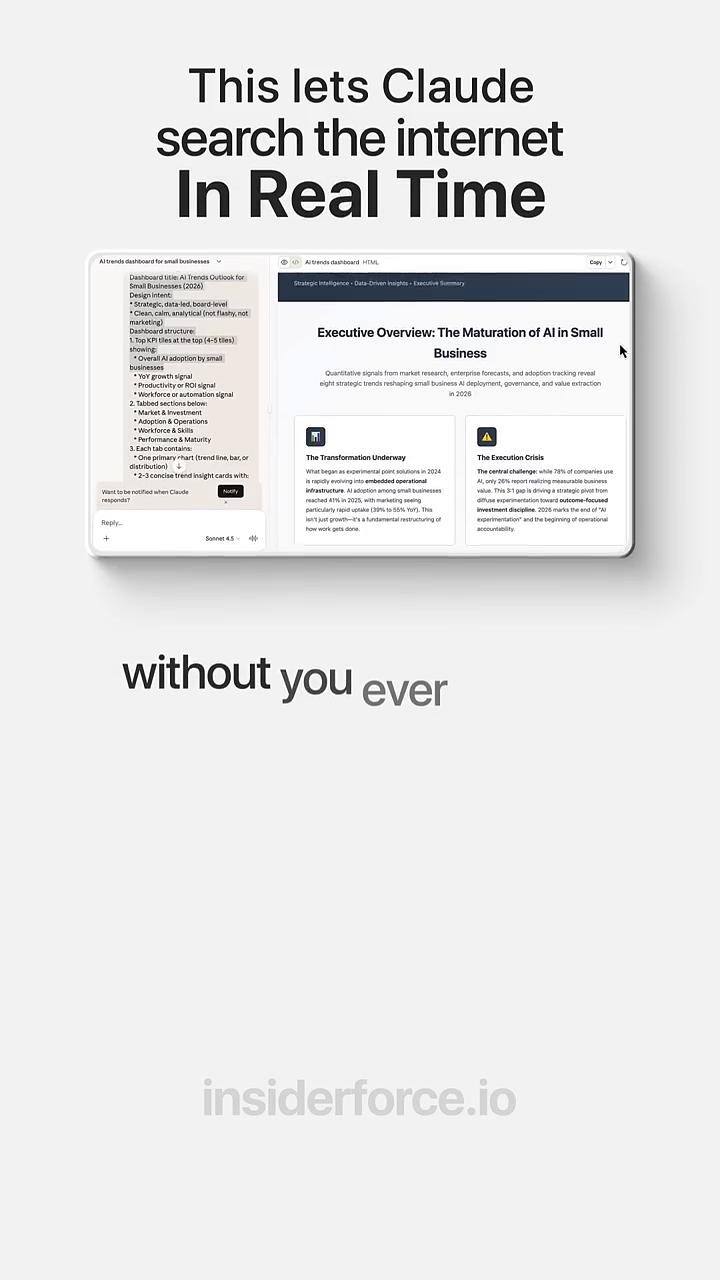 This lets Claude
search the internet
In Real Time
AI trends dashboard for small businesses
Dashboard title: AI Trends Outlook for
Small Businesses (2026)
Design intent:
* Strategic, data-led, board-level
* Clean, calm, analytical (not flashy, not
marketing)
Dashboard structure:
1. Top KPI tiles at the top (4–5 tiles)
showing:
* Overall AI adoption by small
businesses
* YoY growth signal
* Productivity or ROI signal
* Workforce or automation signal
2. Tabbed sections below:
* Market & Investment
* Adoption & Operations
* Workforce & Skills
* Performance & Maturity
3. Each tab contains:
* One primary chart (trend line, bar, or
distribution)
* 2–3 concise trend insight cards with:
Want to be notified when Claude
responds?
Notify
Reply...
Sonnet 4.5
AI trends dashboard HTML
Copy
Strategic Intelligence • Data-Driven Insights • Executive Summary
Executive Overview: The Maturation of AI in Small
Business
Quantitative signals from market research, enterprise forecasts, and adoption tracking reveal
eight strategic trends reshaping small business AI deployment, governance, and value extraction
in 2026
The Transformation Underway
What began as experimental point solutions in 2024
is rapidly evolving into embedded operational
infrastructure. AI adoption among small businesses
reached 41% in 2025, with marketing seeing
particularly rapid uptake (39% to 55% YoY). This
isn't just growth—it's a fundamental restructuring of
how work gets done.
The Execution Crisis
The central challenge: while 78% of companies use
AI, only 26% report realizing measurable business
value. This 3:1 gap is driving a strategic pivot from
diffuse experimentation toward outcome-focused
investment discipline. 2026 marks the end of "AI
experimentation" and the beginning of operational
accountability.
without you ever
insiderforce.io